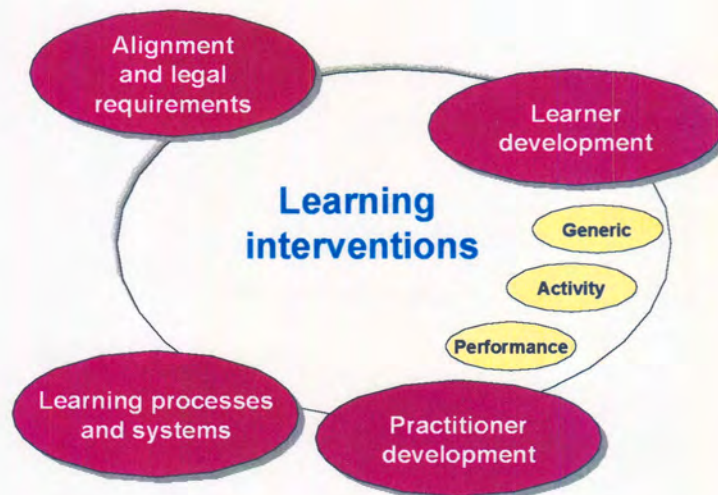 Alignment
and legal
requirements
Learner
development
Learning
interventions
Generic
Activity
Performance
Learning processes
and systems
Practitioner
development